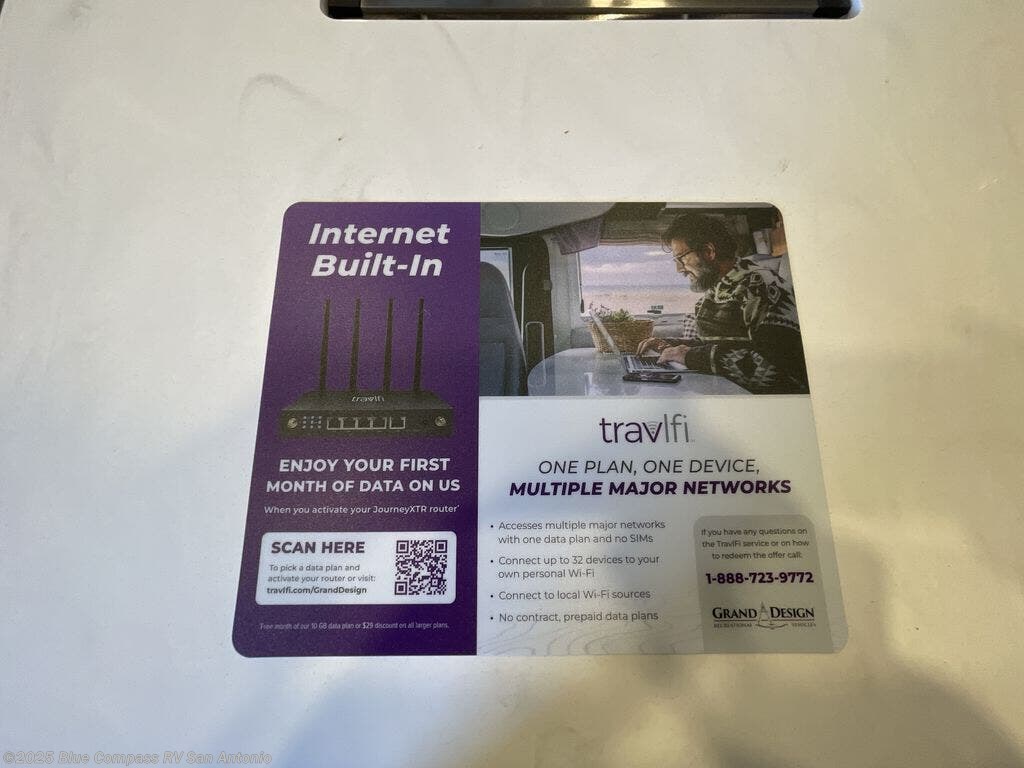 Internet
Built-In
travlfi
ENJOY YOUR FIRST
MONTH OF DATA ON US
When you activate your JourneyXTR router*
SCAN HERE
To pick a data plan and
activate your router or visit:
travlfi.com/GrandDesign
Free month of our 10 GB data plan or $29 discount on all larger plans.
travlfi
ONE PLAN, ONE DEVICE,
MULTIPLE MAJOR NETWORKS
• Accesses multiple major networks
with one data plan and no SIMs
• Connect up to 32 devices to your
own personal Wi-Fi
• Connect to local Wi-Fi sources
• No contract, prepaid data plans
If you have any questions on
the TravlFi service or on how
to redeem the offer call:
1-888-723-9772
GRAND DESIGN
RECREATIONAL VEHICLES
©2025 Blue Compass RV San Antonio